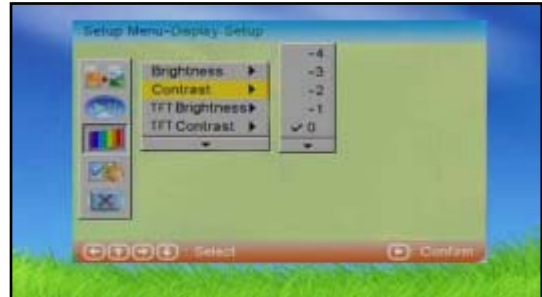 Setup Menu-Display Setup
Brightness
Contrast
TFT Brightness
TFT Contrast
-4
-3
-2
-1
0
: Select
: Confirm